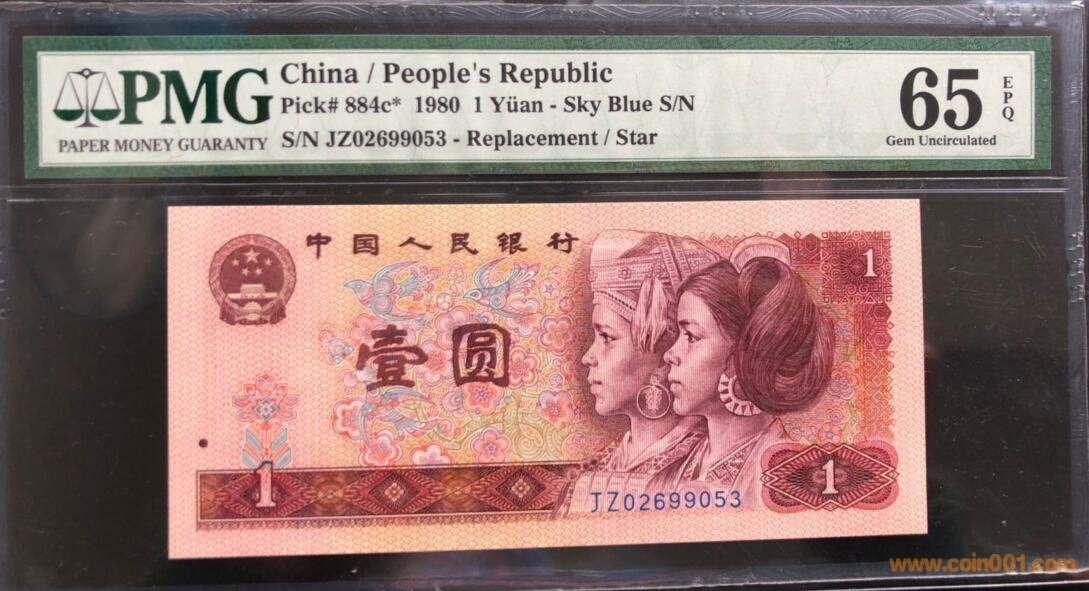 PMG
PAPER MONEY GUARANTY
China / People's Republic
Pick# 884c* 1980 1 Yüan - Sky Blue S/N
S/N JZ02699053 - Replacement / Star
65
EPQ
Gem Uncirculated
中国人民银行
1
壹圆
1
JZ02699053
1
www.coin001.com